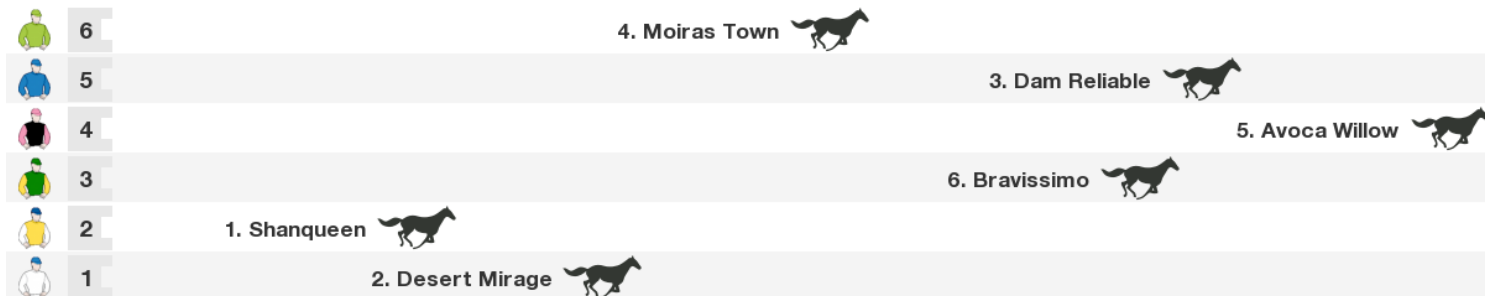 6 4. Moiras Town
5 3. Dam Reliable
4 5. Avoca Willow
3 6. Bravissimo
2 1. Shanqueen
1 2. Desert Mirage